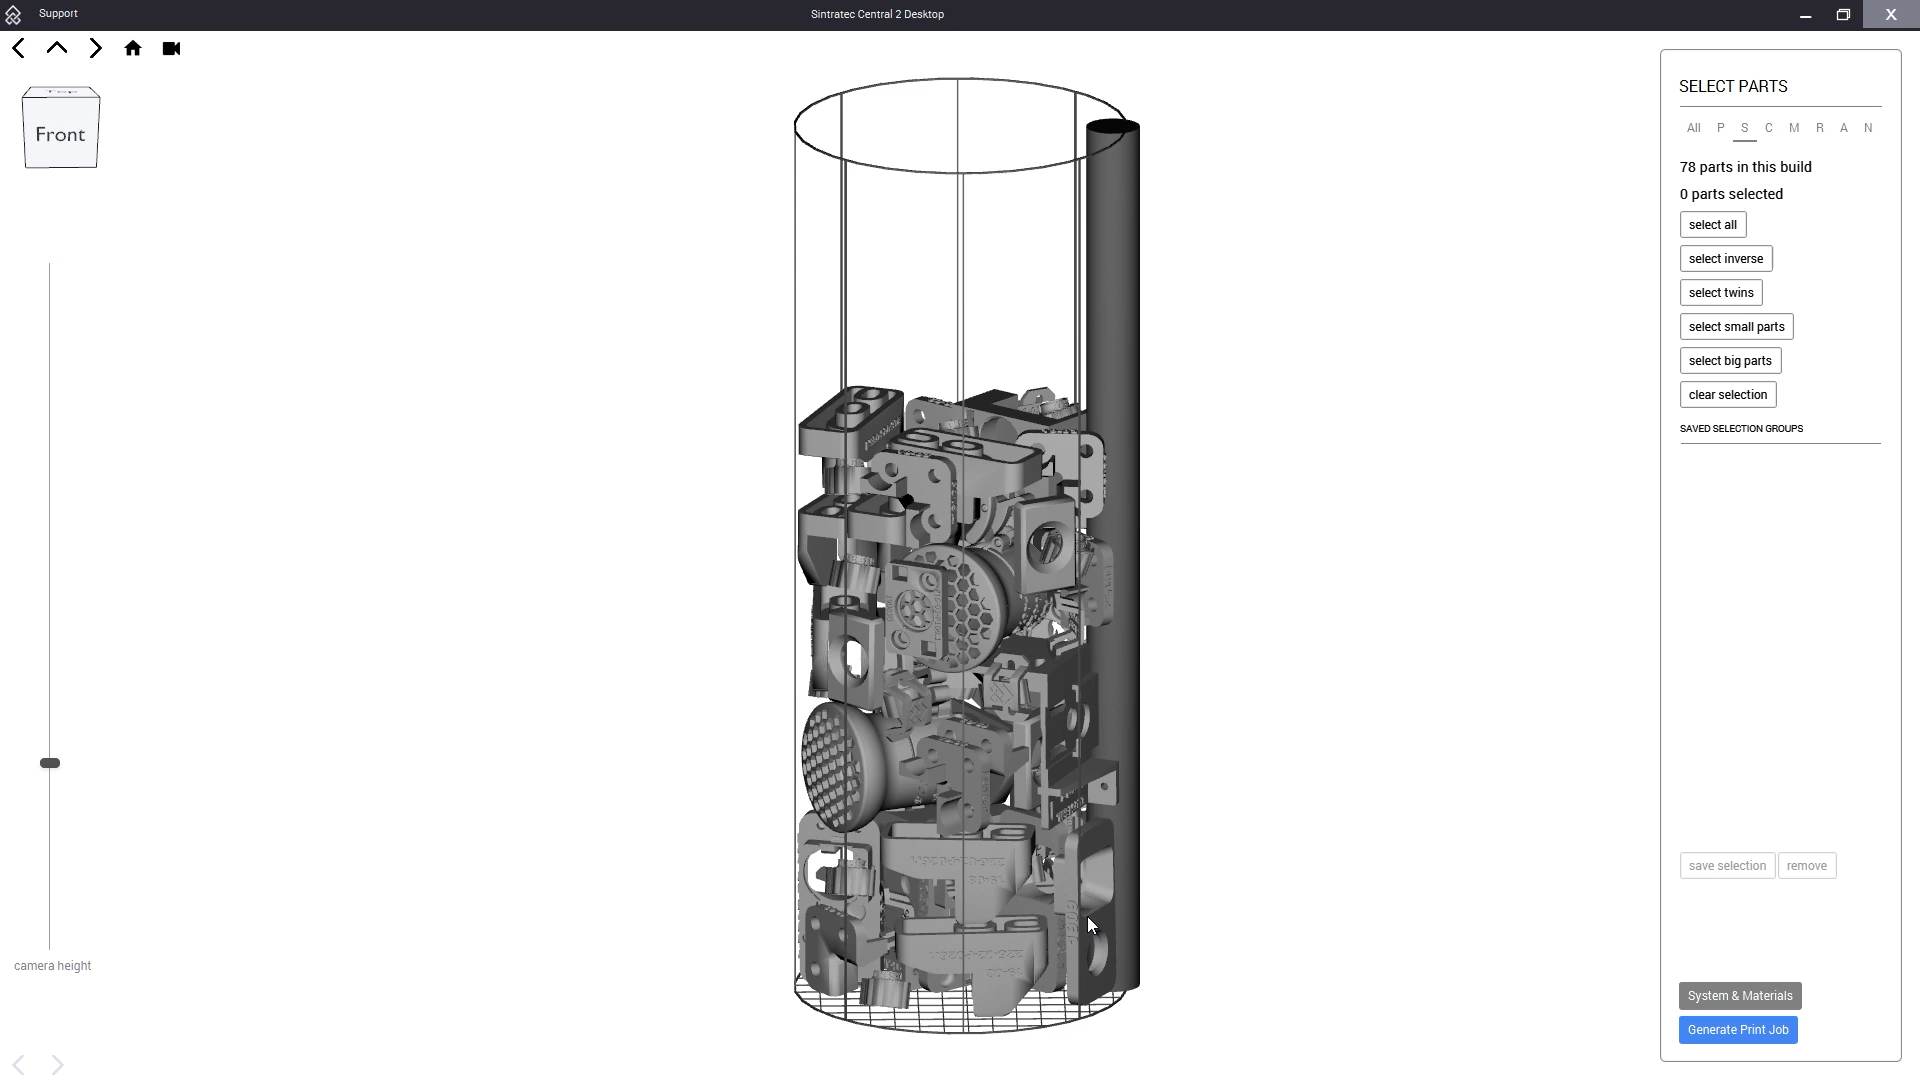 Support
Sintratec Central 2 Desktop
X
Top
Front
SELECT PARTS
All P S C M R A N
78 parts in this build
0 parts selected
select all
select inverse
select twins
select small parts
select big parts
clear selection
SAVED SELECTION GROUPS
save selection remove
camera height
System & Materials
Generate Print Job